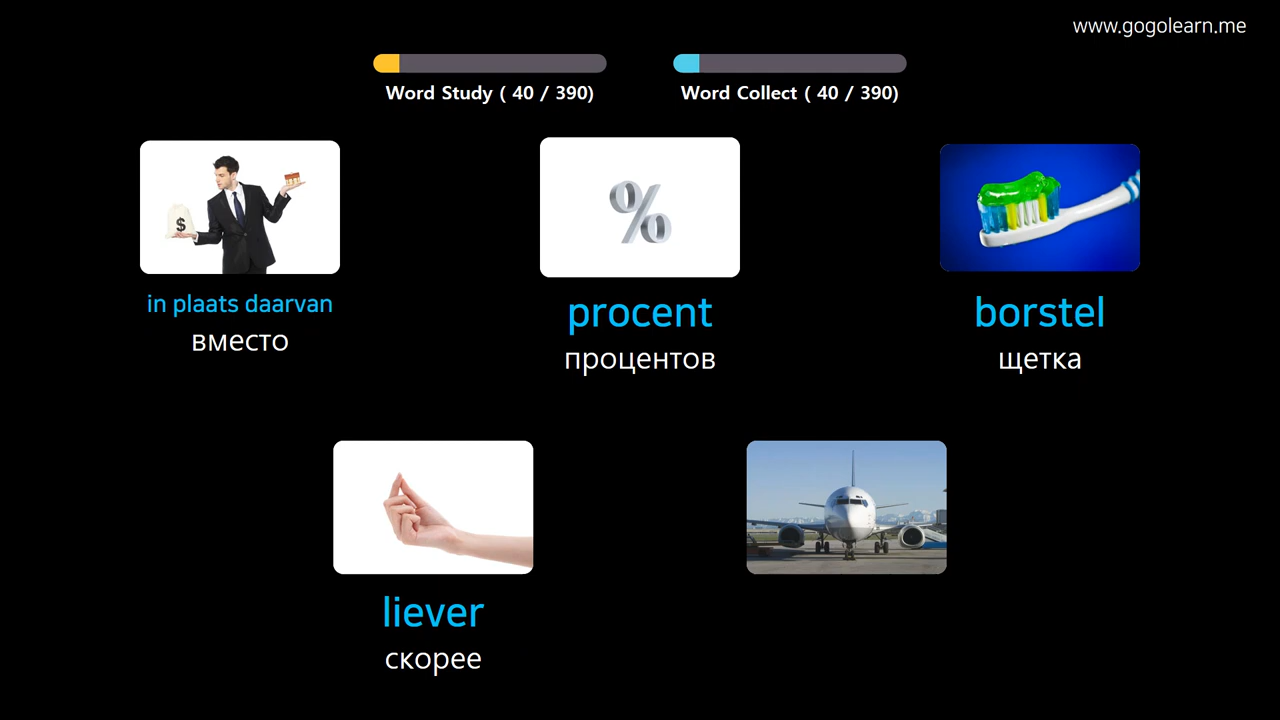 www.gogolearn.me
Word Study ( 40 / 390)
Word Collect ( 40 / 390)
$
%
in plaats daarvan
вместо
procent
процентов
borstel
щетка
liever
скорее